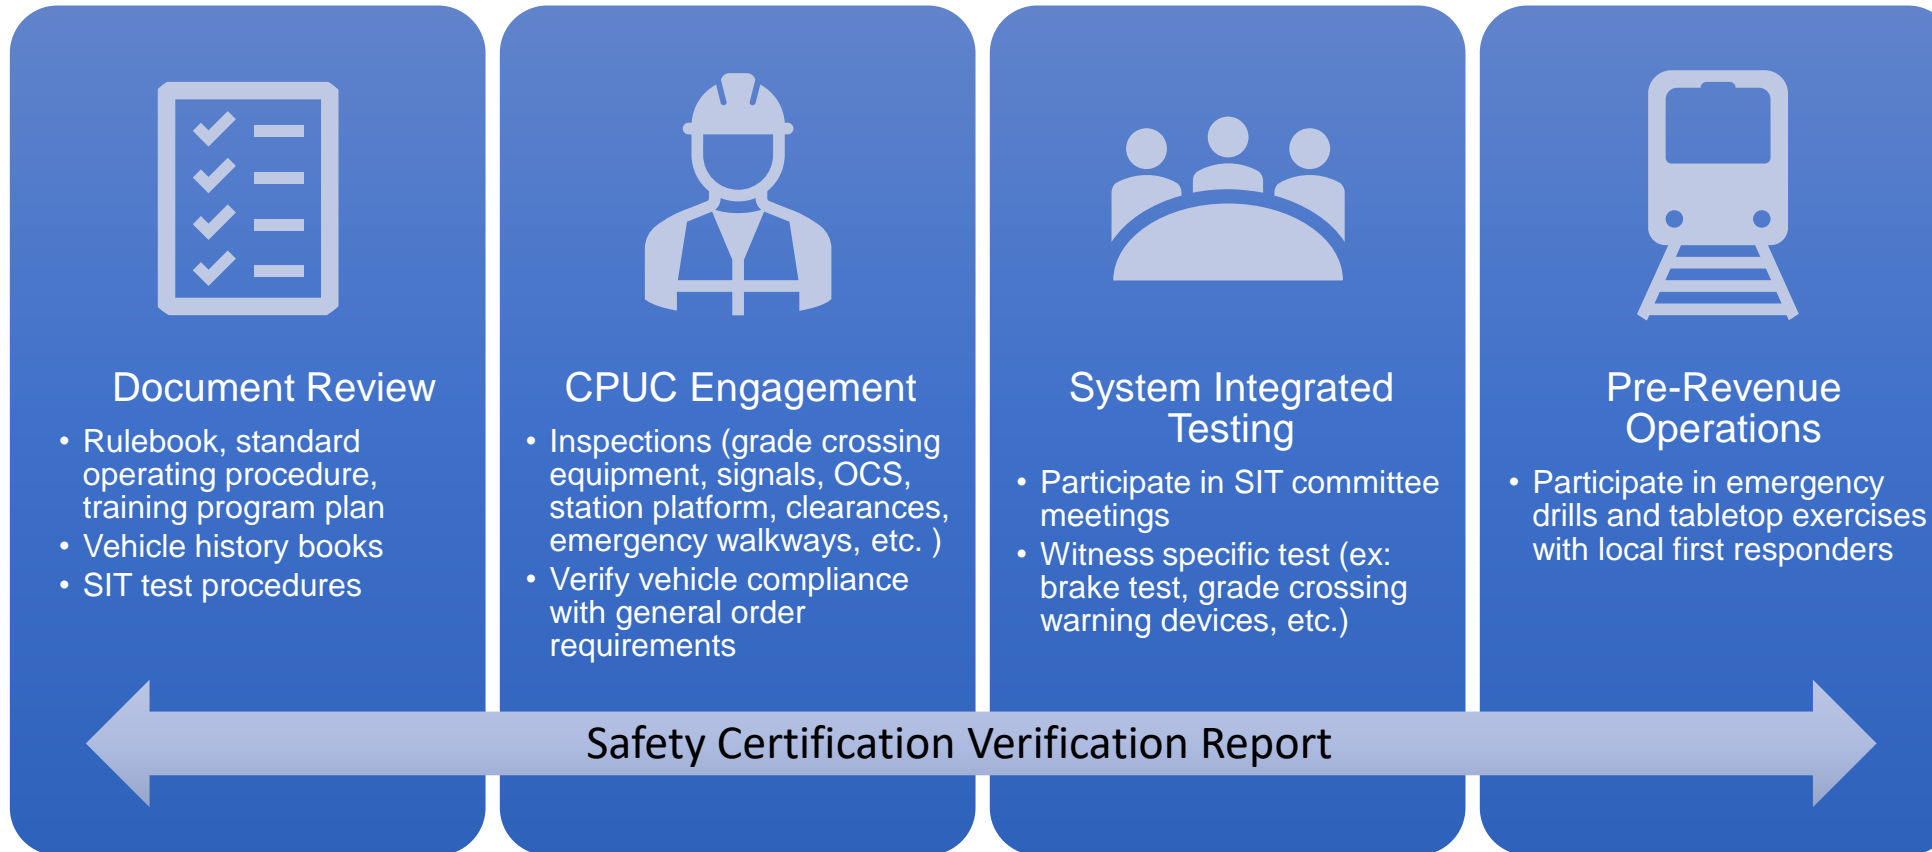 Document Review
• Rulebook, standard
operating procedure,
training program plan
• Vehicle history books
• SIT test procedures
CPUC Engagement
• Inspections (grade crossing
equipment, signals, OCS,
station platform, clearances,
emergency walkways, etc. )
• Verify vehicle compliance
with general order
requirements
System Integrated
Testing
• Participate in SIT committee
meetings
• Witness specific test (ex:
brake test, grade crossing
warning devices, etc.)
Pre-Revenue
Operations
• Participate in emergency
drills and tabletop exercises
with local first responders
Safety Certification Verification Report